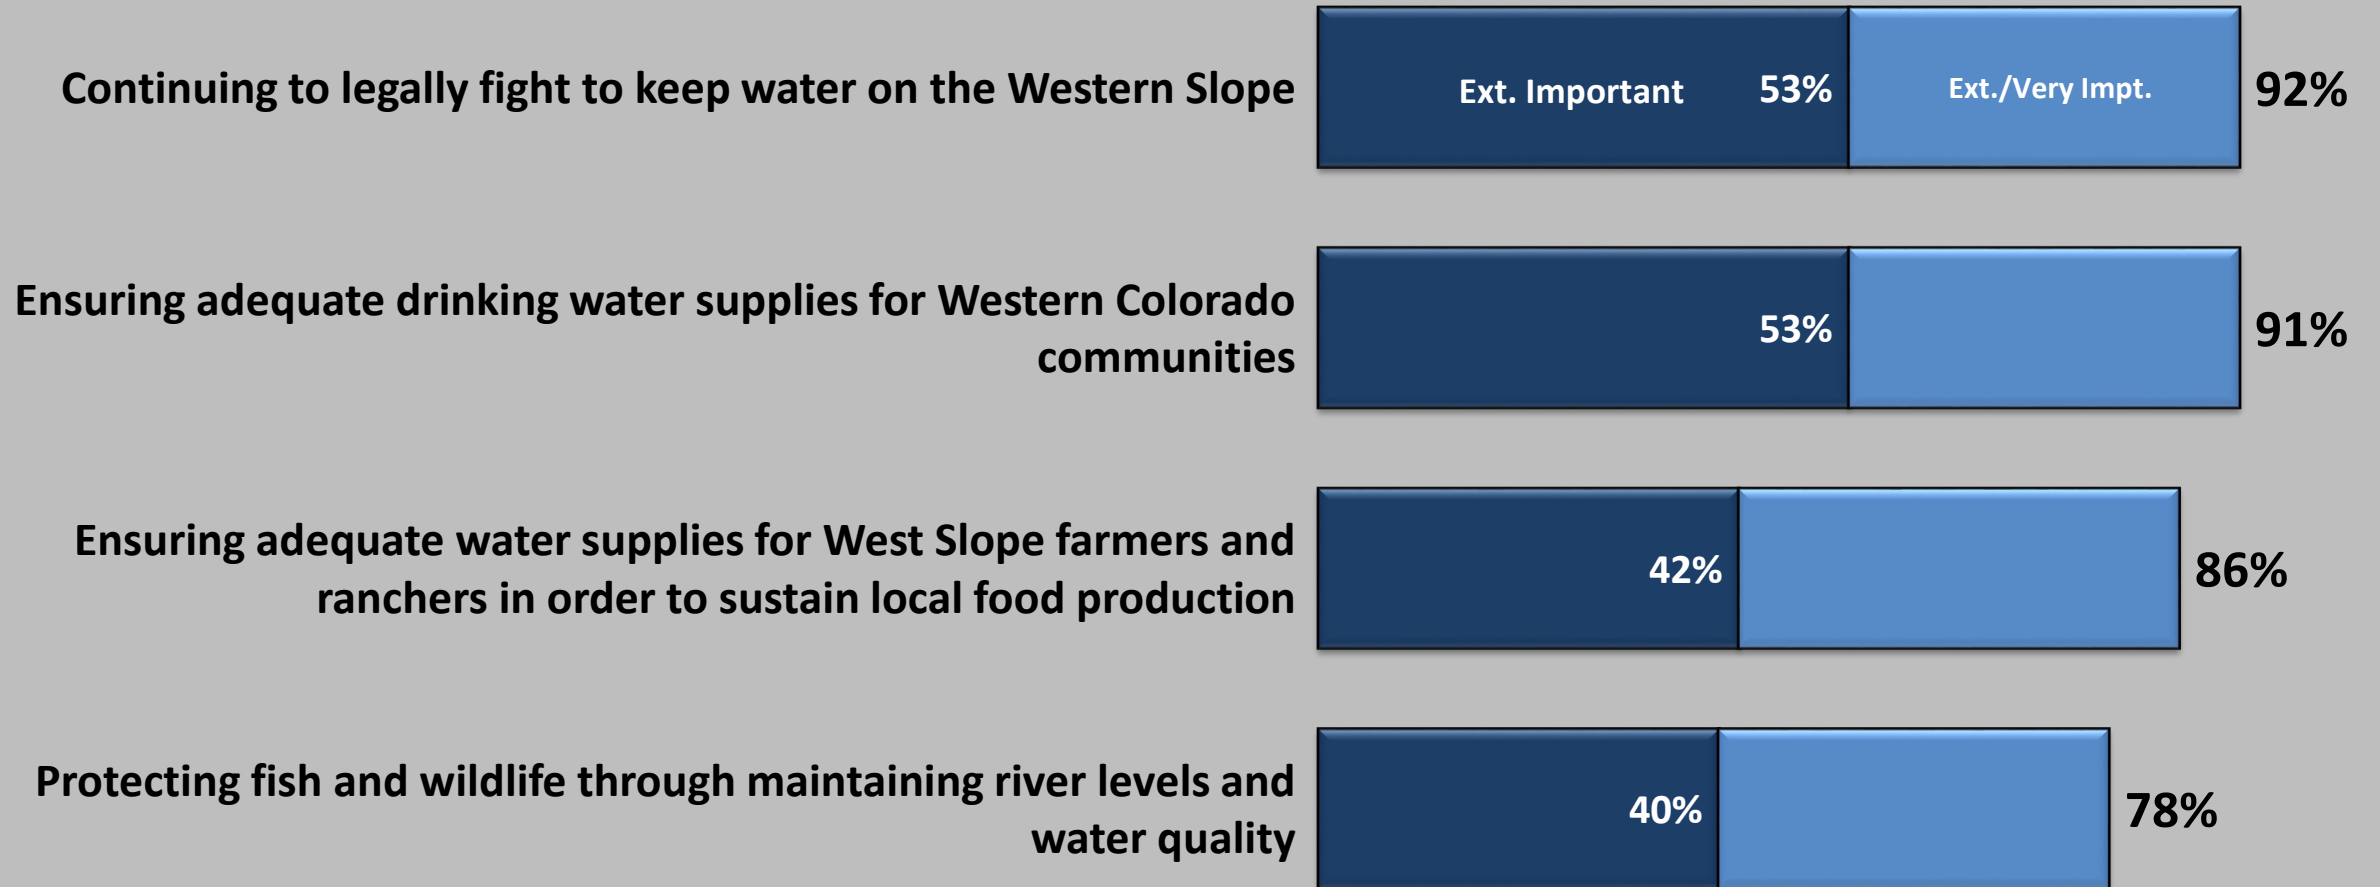 Continuing to legally fight to keep water on the Western Slope
Ext. Important 53% Ext./Very Impt. 92%
Ensuring adequate drinking water supplies for Western Colorado
communities
53% 91%
Ensuring adequate water supplies for West Slope farmers and
ranchers in order to sustain local food production
42% 86%
Protecting fish and wildlife through maintaining river levels and
water quality
40% 78%